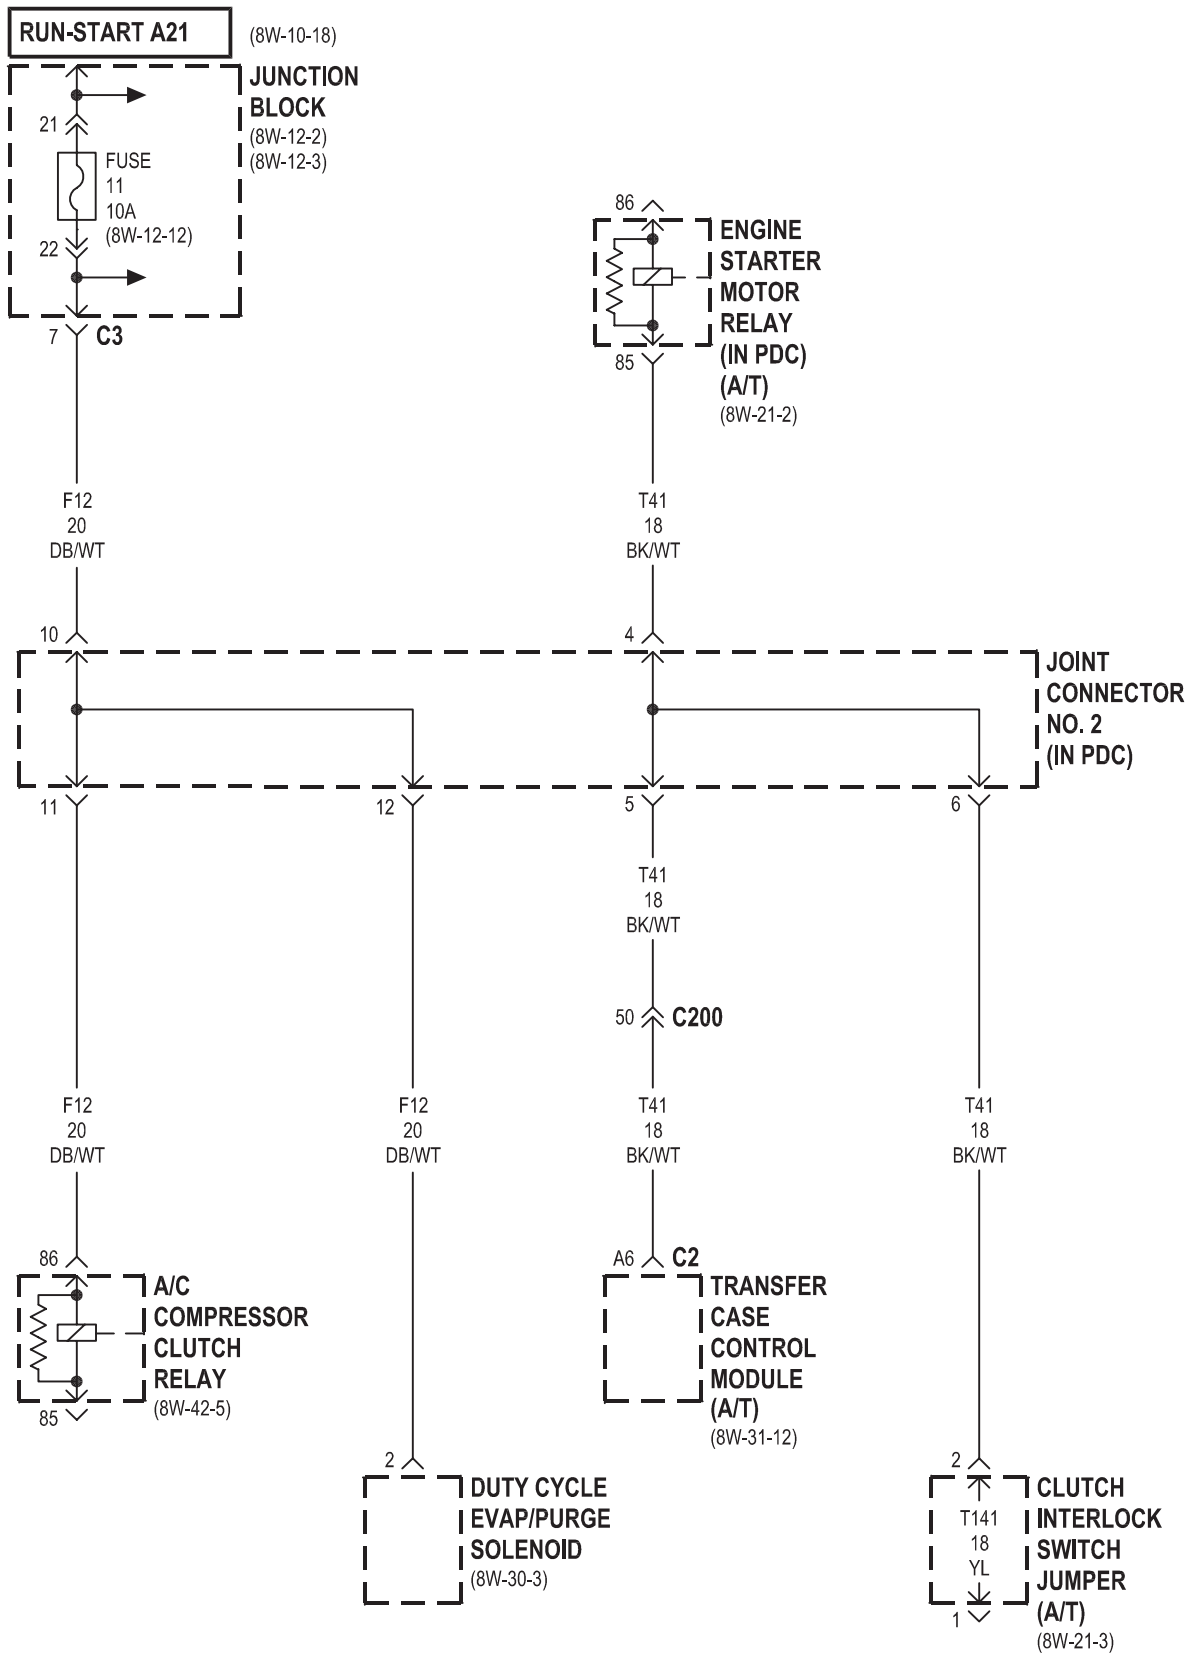 RUN-START A21
(8W-10-18)
JUNCTION
BLOCK
(8W-12-2)
(8W-12-3)
21
FUSE
11
10A
(8W-12-12)
22
7
C3
86
ENGINE
STARTER
MOTOR
RELAY
(IN PDC)
(A/T)
(8W-21-2)
85
F12
20
DB/WT
T41
18
BK/WT
10
4
JOINT
CONNECTOR
NO. 2
(IN PDC)
11
12
5
6
T41
18
BK/WT
50
C200
F12
20
DB/WT
F12
20
DB/WT
T41
18
BK/WT
T41
18
BK/WT
86
A/C
COMPRESSOR
CLUTCH
RELAY
(8W-42-5)
85
A6
C2
TRANSFER
CASE
CONTROL
MODULE
(A/T)
(8W-31-12)
2
DUTY CYCLE
EVAP/PURGE
SOLENOID
(8W-30-3)
2
T141
18
YL
1
CLUTCH
INTERLOCK
SWITCH
JUMPER
(A/T)
(8W-21-3)